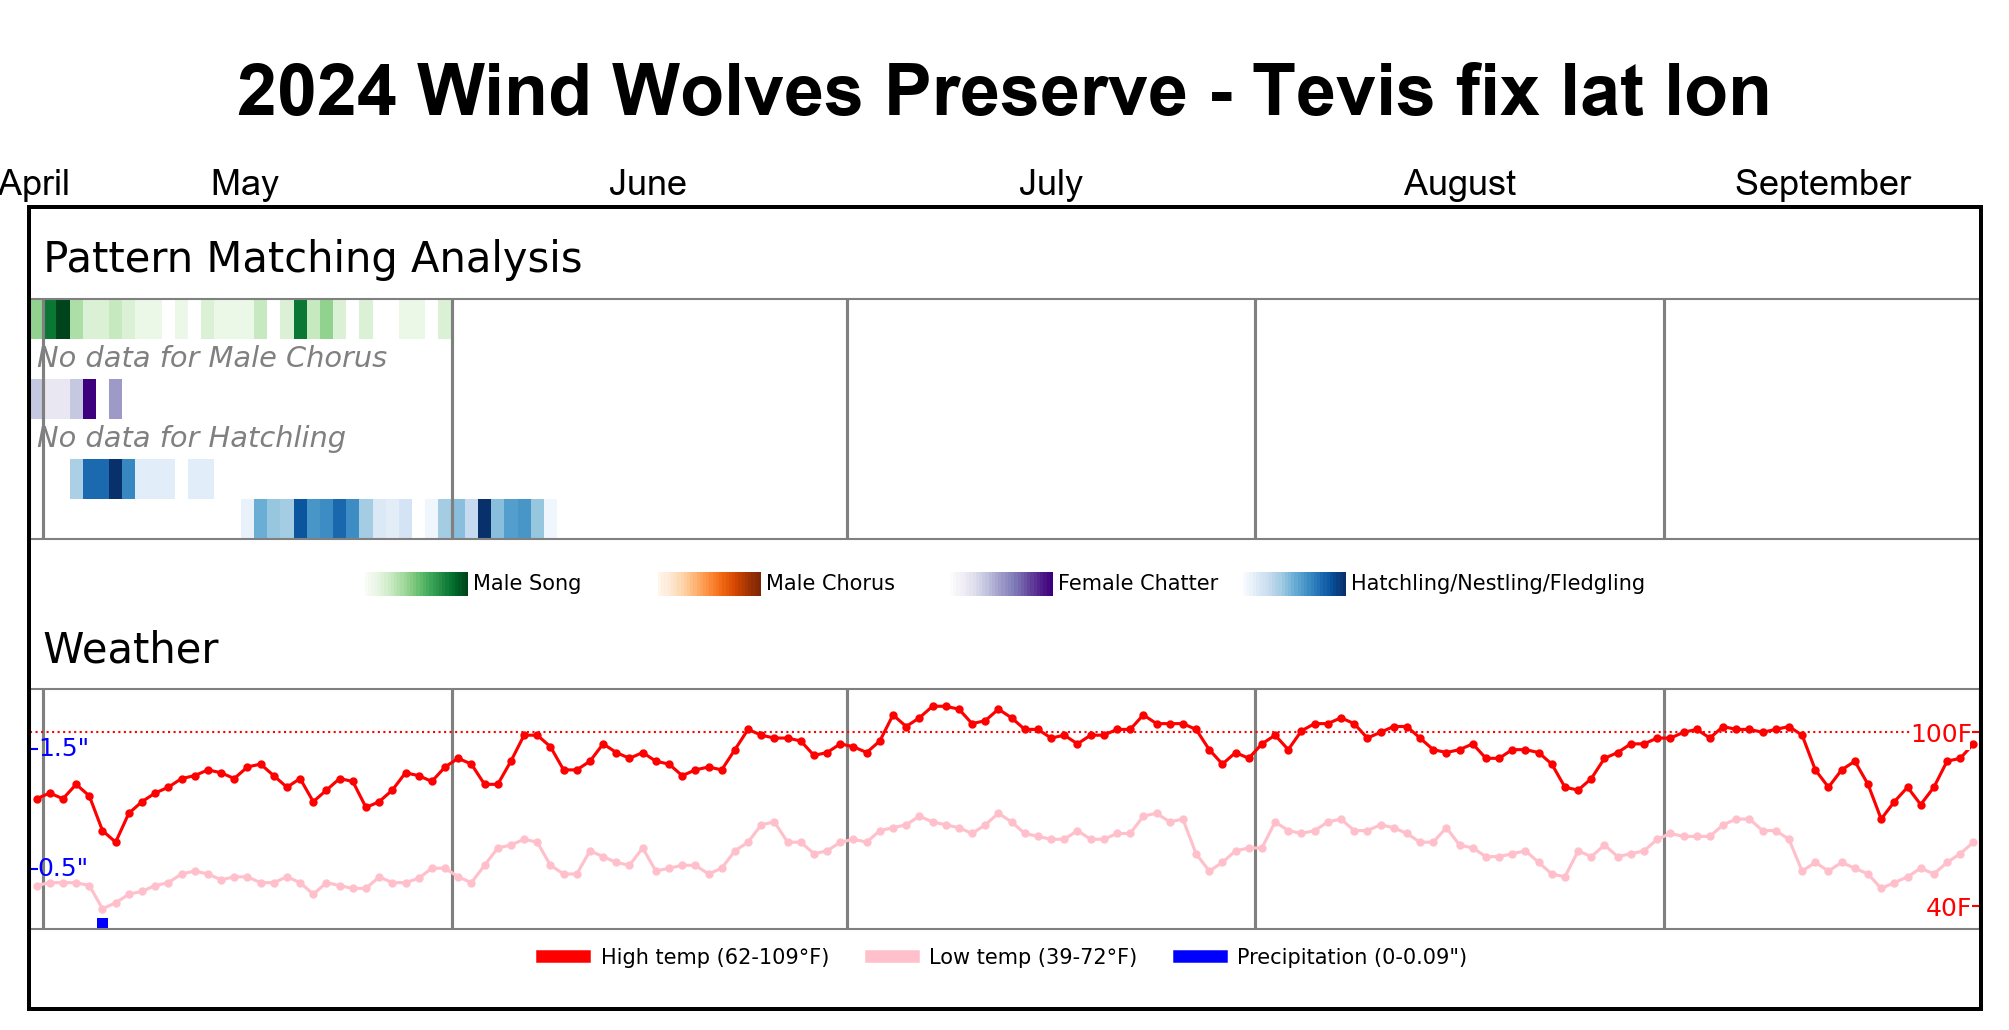 2024 Wind Wolves Preserve - Tevis fix lat lon
April May June July August September
Pattern Matching Analysis
No data for Male Chorus
No data for Hatchling
Male Song Male Chorus Female Chatter Hatchling/Nestling/Fledgling
Weather
100F
1.5"
0.5"
40F
High temp (62-109°F) Low temp (39-72°F) Precipitation (0-0.09")